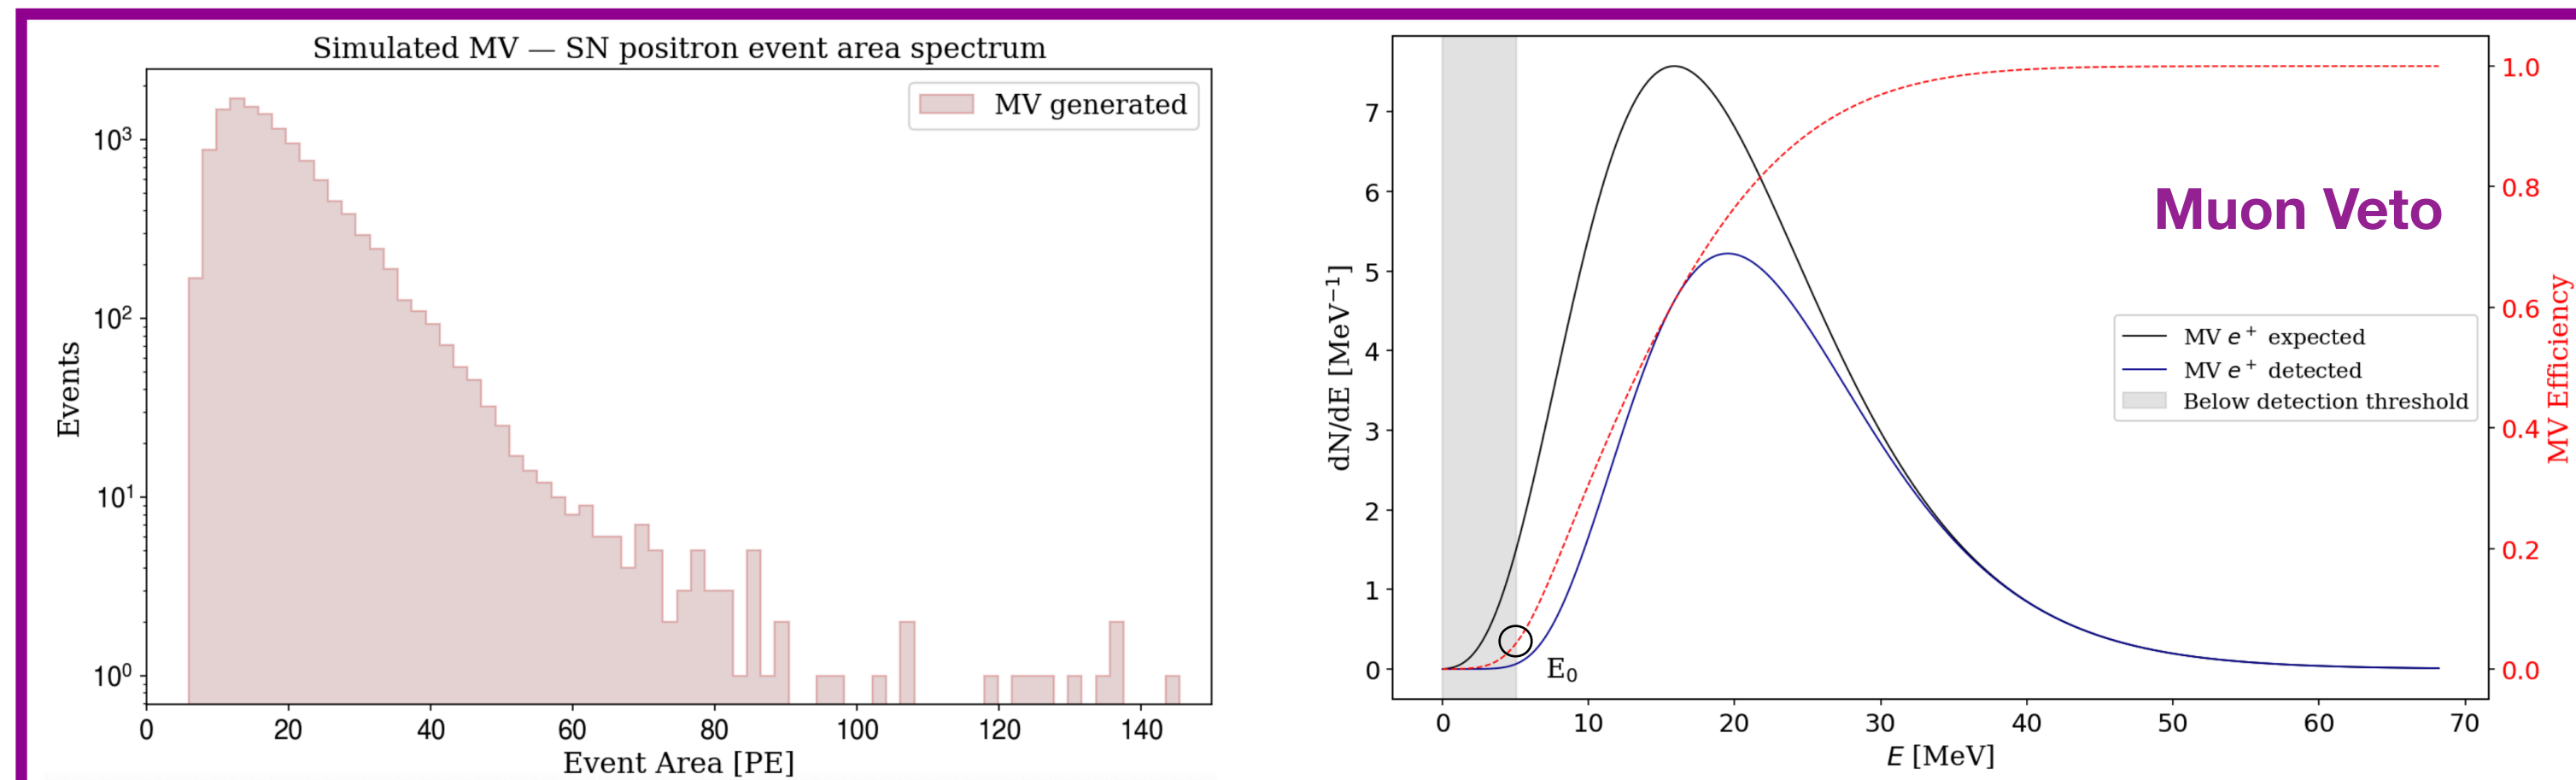 Simulated MV — SN positron event area spectrum
MV generated
10³
10²
10¹
10⁰
Events
0 20 40 60 80 100 120 140
Event Area [PE]
Muon Veto
7
6
5
4
3
2
1
0
dN/dE [MeV⁻¹]
1.0
0.8
0.6
0.4
0.2
0.0
MV Efficiency
MV e⁺ expected
MV e⁺ detected
Below detection threshold
E₀
0 10 20 30 40 50 60 70
E [MeV]